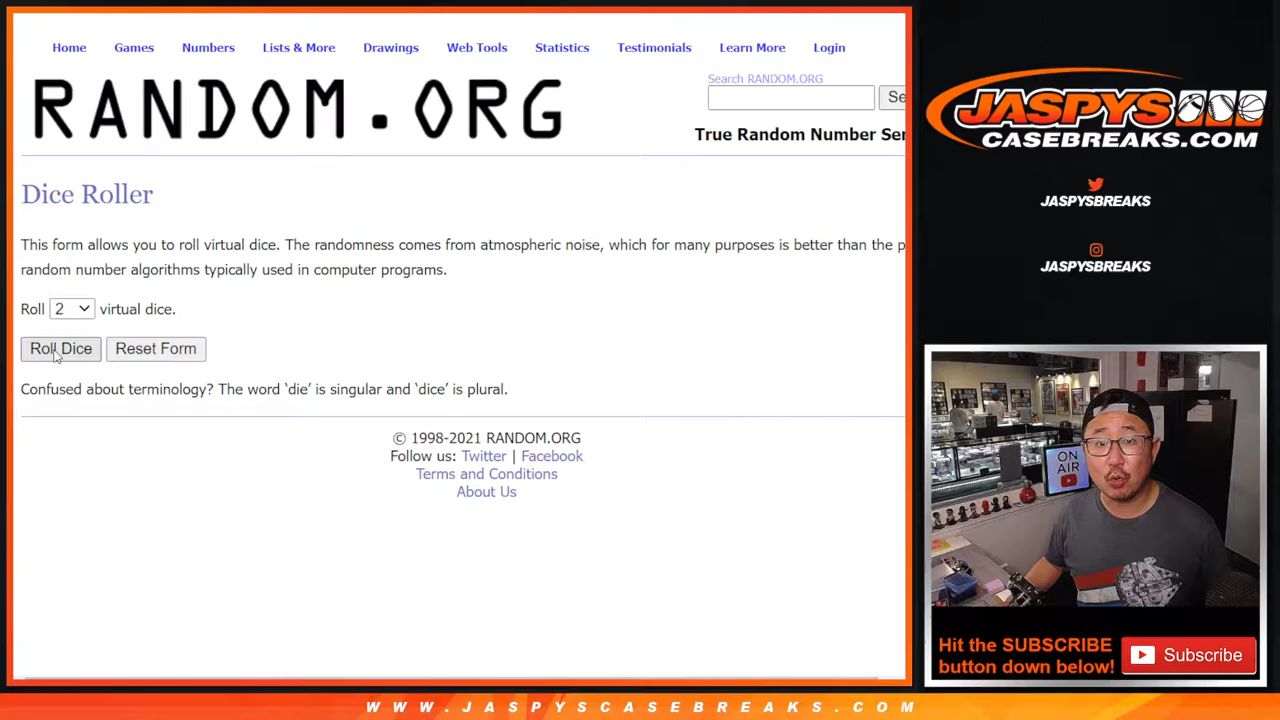 Home Games Numbers Lists & More Drawings Web Tools Statistics Testimonials Learn More Login
RANDOM.ORG
Search RANDOM.ORG
Se
True Random Number Ser
Dice Roller
This form allows you to roll virtual dice. The randomness comes from atmospheric noise, which for many purposes is better than the p
random number algorithms typically used in computer programs.
Roll 2 virtual dice.
Roll Dice Reset Form
Confused about terminology? The word ‘die’ is singular and ‘dice’ is plural.
© 1998-2021 RANDOM.ORG
Follow us: Twitter | Facebook
Terms and Conditions
About Us
JASPYS
CASEBREAKS.COM
JASPYSBREAKS
JASPYSBREAKS
ON
AIR
Hit the SUBSCRIBE
button down below!
Subscribe
WWW.JASPYSCASEBREAKS.COM